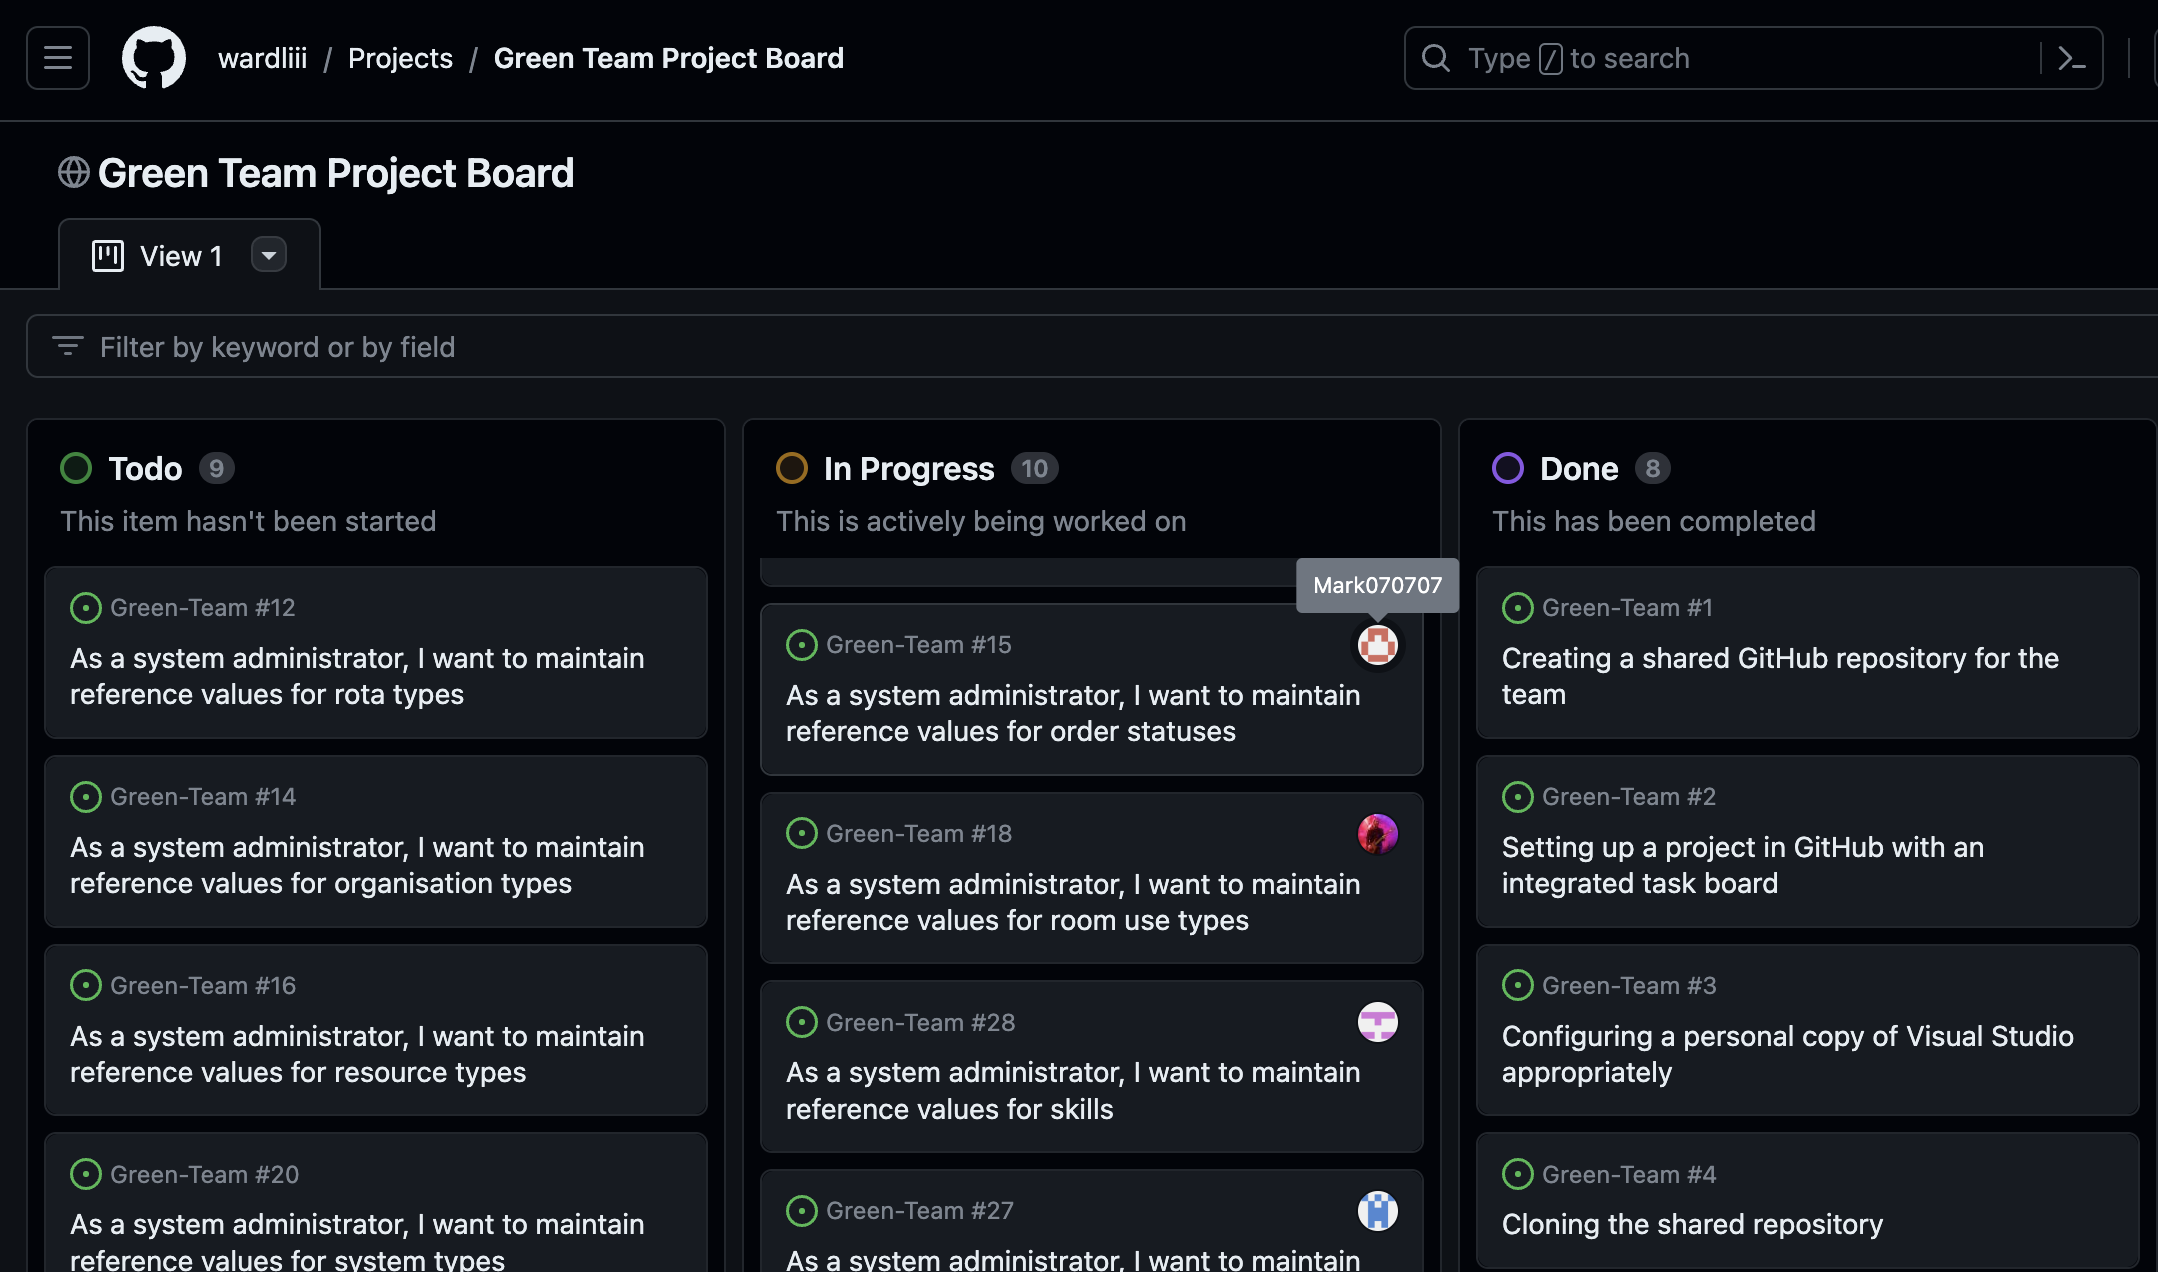 wardliii / Projects / Green Team Project Board
Type / to search
Green Team Project Board
View 1
Filter by keyword or by field
Todo 9
This item hasn't been started
Green-Team #12
As a system administrator, I want to maintain
reference values for rota types
Green-Team #14
As a system administrator, I want to maintain
reference values for organisation types
Green-Team #16
As a system administrator, I want to maintain
reference values for resource types
Green-Team #20
As a system administrator, I want to maintain
reference values for system types
In Progress 10
This is actively being worked on
Mark070707
Green-Team #15
As a system administrator, I want to maintain
reference values for order statuses
Green-Team #18
As a system administrator, I want to maintain
reference values for room use types
Green-Team #28
As a system administrator, I want to maintain
reference values for skills
Green-Team #27
As a system administrator, I want to maintain
Done 8
This has been completed
Green-Team #1
Creating a shared GitHub repository for the
team
Green-Team #2
Setting up a project in GitHub with an
integrated task board
Green-Team #3
Configuring a personal copy of Visual Studio
appropriately
Green-Team #4
Cloning the shared repository